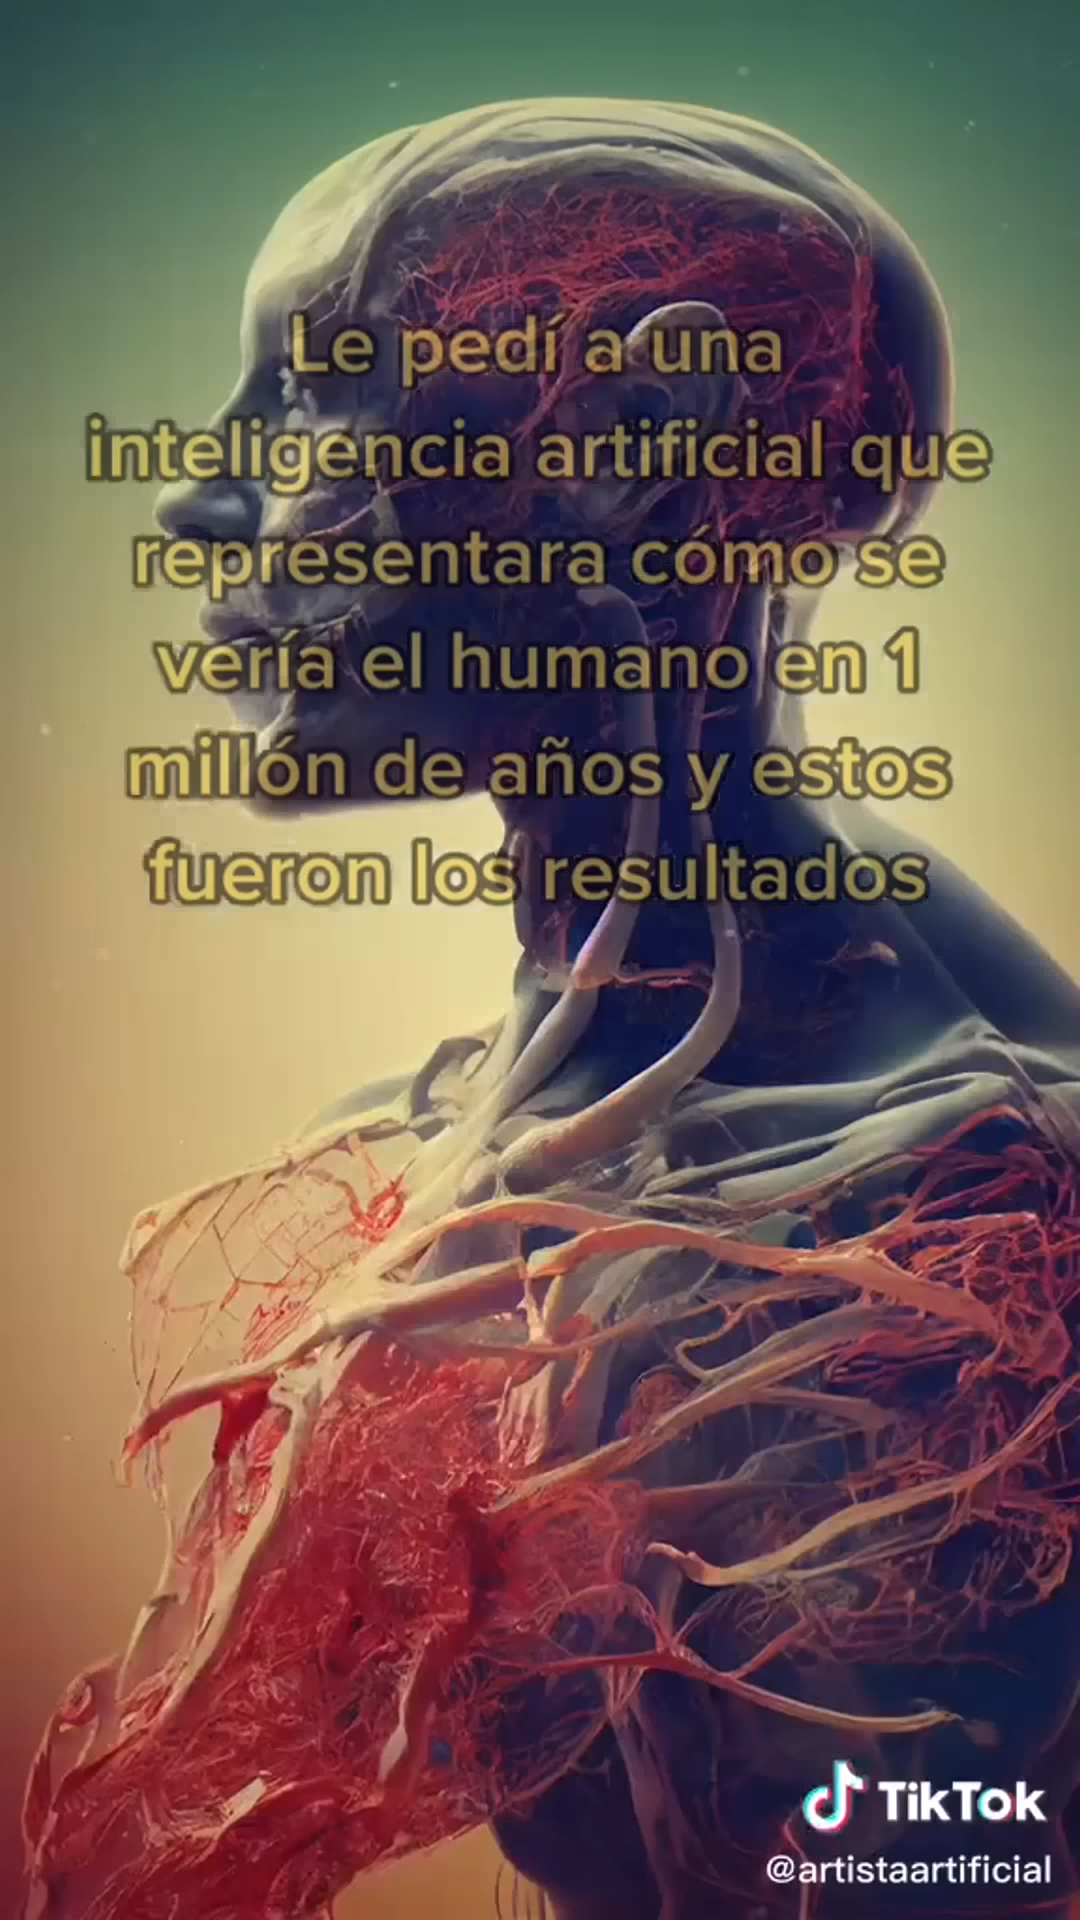 Le pedí a una
inteligencia artificial que
representara cómo se
vería el humano en 1
millón de años y estos
fueron los resultados
TikTok
@artistaartificial